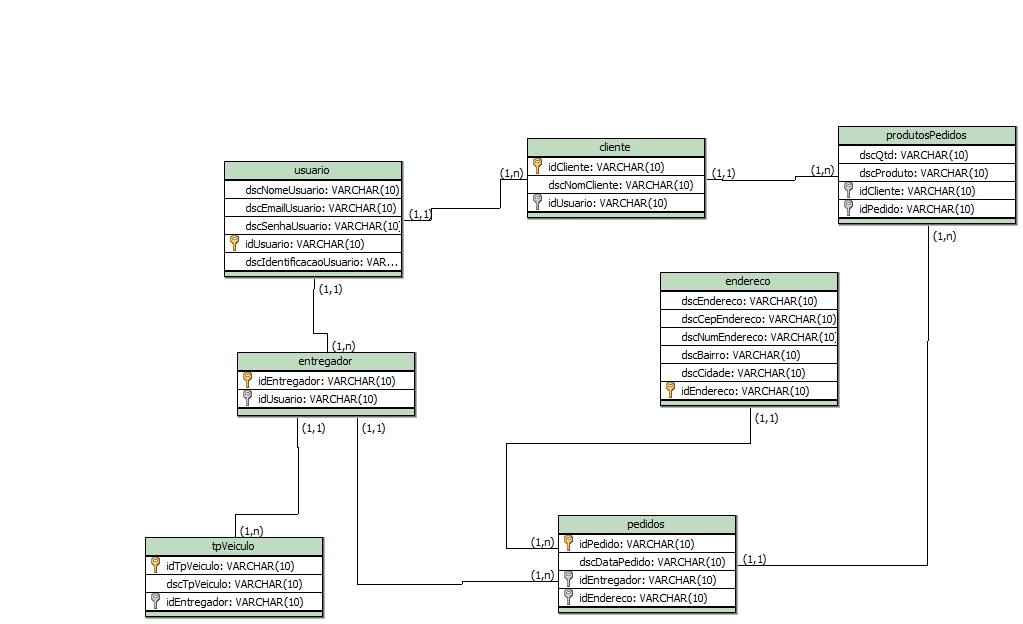 produtosPedidos
dscQtd: VARCHAR(10)
dscProduto: VARCHAR(10)
idCliente: VARCHAR(10)
idPedido: VARCHAR(10)
(1,n)
(1,n)
cliente
idCliente: VARCHAR(10)
dscNomCliente: VARCHAR(10)
idUsuario: VARCHAR(10)
(1,n)
(1,1)
usuario
dscNomeUsuario: VARCHAR(10)
dscEmailUsuario: VARCHAR(10)
dscSenhaUsuario: VARCHAR(10)
idUsuario: VARCHAR(10)
dscIdentificacaoUsuario: VAR...
(1,1)
(1,1)
endereco
dscEndereco: VARCHAR(10)
dscCepEndereco: VARCHAR(10)
dscNumEndereco: VARCHAR(10)
dscBairro: VARCHAR(10)
dscCidade: VARCHAR(10)
idEndereco: VARCHAR(10)
(1,1)
(1,n)
entregador
idEntregador: VARCHAR(10)
idUsuario: VARCHAR(10)
(1,1)
(1,1)
(1,n)
tpVeiculo
idTpVeiculo: VARCHAR(10)
dscTpVeiculo: VARCHAR(10)
idEntregador: VARCHAR(10)
pedidos
idPedido: VARCHAR(10)
dscDataPedido: VARCHAR(10)
idEntregador: VARCHAR(10)
idEndereco: VARCHAR(10)
(1,n)
(1,n)
(1,1)